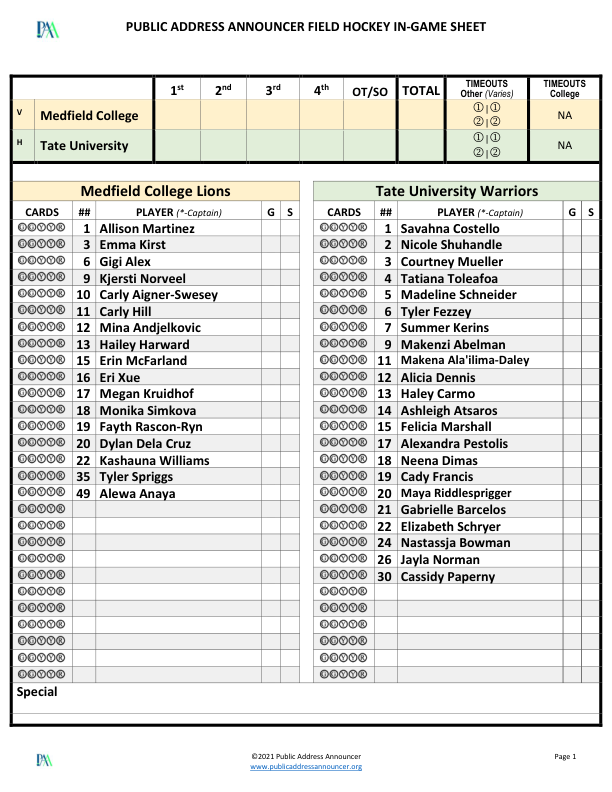 PUBLIC ADDRESS ANNOUNCER FIELD HOCKEY IN-GAME SHEET
1st 2nd 3rd 4th OT/SO TOTAL TIMEOUTS Other (Varies) TIMEOUTS College
V Medfield College ①|① ②|② NA
H Tate University ①|① ②|② NA
Medfield College Lions Tate University Warriors
CARDS ## PLAYER (*-Captain) G S CARDS ## PLAYER (*-Captain) G S
ⒼⒼⓎⓎⓇ 1 Allison Martinez ⒼⒼⓎⓎⓇ 1 Savahna Costello
ⒼⒼⓎⓎⓇ 3 Emma Kirst ⒼⒼⓎⓎⓇ 2 Nicole Shuhandle
ⒼⒼⓎⓎⓇ 6 Gigi Alex ⒼⒼⓎⓎⓇ 3 Courtney Mueller
ⒼⒼⓎⓎⓇ 9 Kjersti Norveel ⒼⒼⓎⓎⓇ 4 Tatiana Toleafoa
ⒼⒼⓎⓎⓇ 10 Carly Aigner-Swesey ⒼⒼⓎⓎⓇ 5 Madeline Schneider
ⒼⒼⓎⓎⓇ 11 Carly Hill ⒼⒼⓎⓎⓇ 6 Tyler Fezzey
ⒼⒼⓎⓎⓇ 12 Mina Andjelkovic ⒼⒼⓎⓎⓇ 7 Summer Kerins
ⒼⒼⓎⓎⓇ 13 Hailey Harward ⒼⒼⓎⓎⓇ 9 Makenzi Abelman
ⒼⒼⓎⓎⓇ 15 Erin McFarland ⒼⒼⓎⓎⓇ 11 Makena Ala'ilima-Daley
ⒼⒼⓎⓎⓇ 16 Eri Xue ⒼⒼⓎⓎⓇ 12 Alicia Dennis
ⒼⒼⓎⓎⓇ 17 Megan Kruidhof ⒼⒼⓎⓎⓇ 13 Haley Carmo
ⒼⒼⓎⓎⓇ 18 Monika Simkova ⒼⒼⓎⓎⓇ 14 Ashleigh Atsaros
ⒼⒼⓎⓎⓇ 19 Fayth Rascon-Ryn ⒼⒼⓎⓎⓇ 15 Felicia Marshall
ⒼⒼⓎⓎⓇ 20 Dylan Dela Cruz ⒼⒼⓎⓎⓇ 17 Alexandra Pestolis
ⒼⒼⓎⓎⓇ 22 Kashauna Williams ⒼⒼⓎⓎⓇ 18 Neena Dimas
ⒼⒼⓎⓎⓇ 35 Tyler Spriggs ⒼⒼⓎⓎⓇ 19 Cady Francis
ⒼⒼⓎⓎⓇ 49 Alewa Anaya ⒼⒼⓎⓎⓇ 20 Maya Riddlesprigger
ⒼⒼⓎⓎⓇ ⒼⒼⓎⓎⓇ 21 Gabrielle Barcelos
ⒼⒼⓎⓎⓇ ⒼⒼⓎⓎⓇ 22 Elizabeth Schryer
ⒼⒼⓎⓎⓇ ⒼⒼⓎⓎⓇ 24 Nastassja Bowman
ⒼⒼⓎⓎⓇ ⒼⒼⓎⓎⓇ 26 Jayla Norman
ⒼⒼⓎⓎⓇ ⒼⒼⓎⓎⓇ 30 Cassidy Paperny
ⒼⒼⓎⓎⓇ ⒼⒼⓎⓎⓇ
ⒼⒼⓎⓎⓇ ⒼⒼⓎⓎⓇ
ⒼⒼⓎⓎⓇ ⒼⒼⓎⓎⓇ
ⒼⒼⓎⓎⓇ ⒼⒼⓎⓎⓇ
ⒼⒼⓎⓎⓇ ⒼⒼⓎⓎⓇ
ⒼⒼⓎⓎⓇ ⒼⒼⓎⓎⓇ
Special
©2021 Public Address Announcer Page 1
www.publicaddressannouncer.org